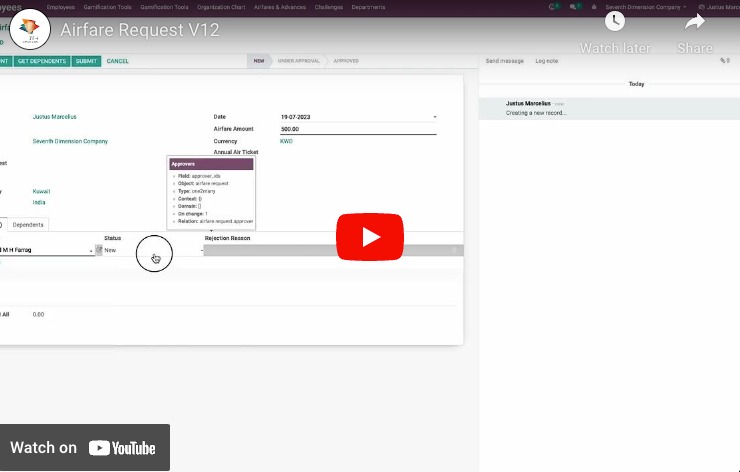 oyees Employees Gamification Tools Gamification Tools Organization Chart Airfares & Advances Challenges Departments Seventh Dimension Company Justus Marce
Airfare Request V12
Watch later
Share
NT GET DEPENDENTS SUBMIT CANCEL NEW UNDER APPROVAL APPROVED Send message Log note
Today
Justus Marcelius Date 19-07-2023
Airfare Amount 500.00
Seventh Dimension Company Currency KWD
Annual Air Ticket
Justus Marcelius - now
Creating a new record...
est
Approvers
Field: approver_ids
Object: airfare.request
Type: one2many
Context: {}
Domain: []
On change: 1
Relation: airfare.request.approver
y Kuwait
India
Dependents
Status Rejection Reason
M H Farrag New
All 0.00
Watch on YouTube